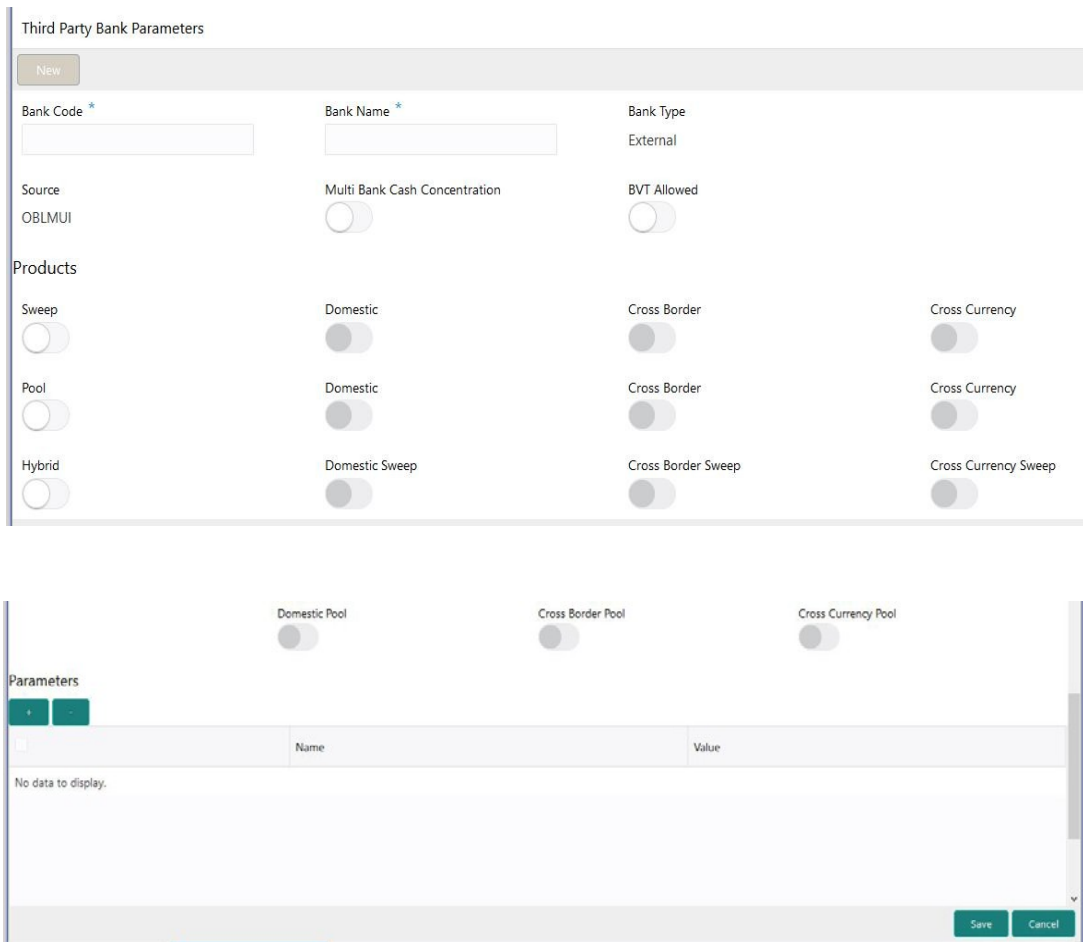 Third Party Bank Parameters
New
Bank Code * Bank Name * Bank Type
External
Source Multi Bank Cash Concentration BVT Allowed
OBLMUI
Products
Sweep Domestic Cross Border Cross Currency
Pool Domestic Cross Border Cross Currency
Hybrid Domestic Sweep Cross Border Sweep Cross Currency Sweep
Domestic Pool Cross Border Pool Cross Currency Pool
Parameters
+ -
Name Value
No data to display.
Save Cancel